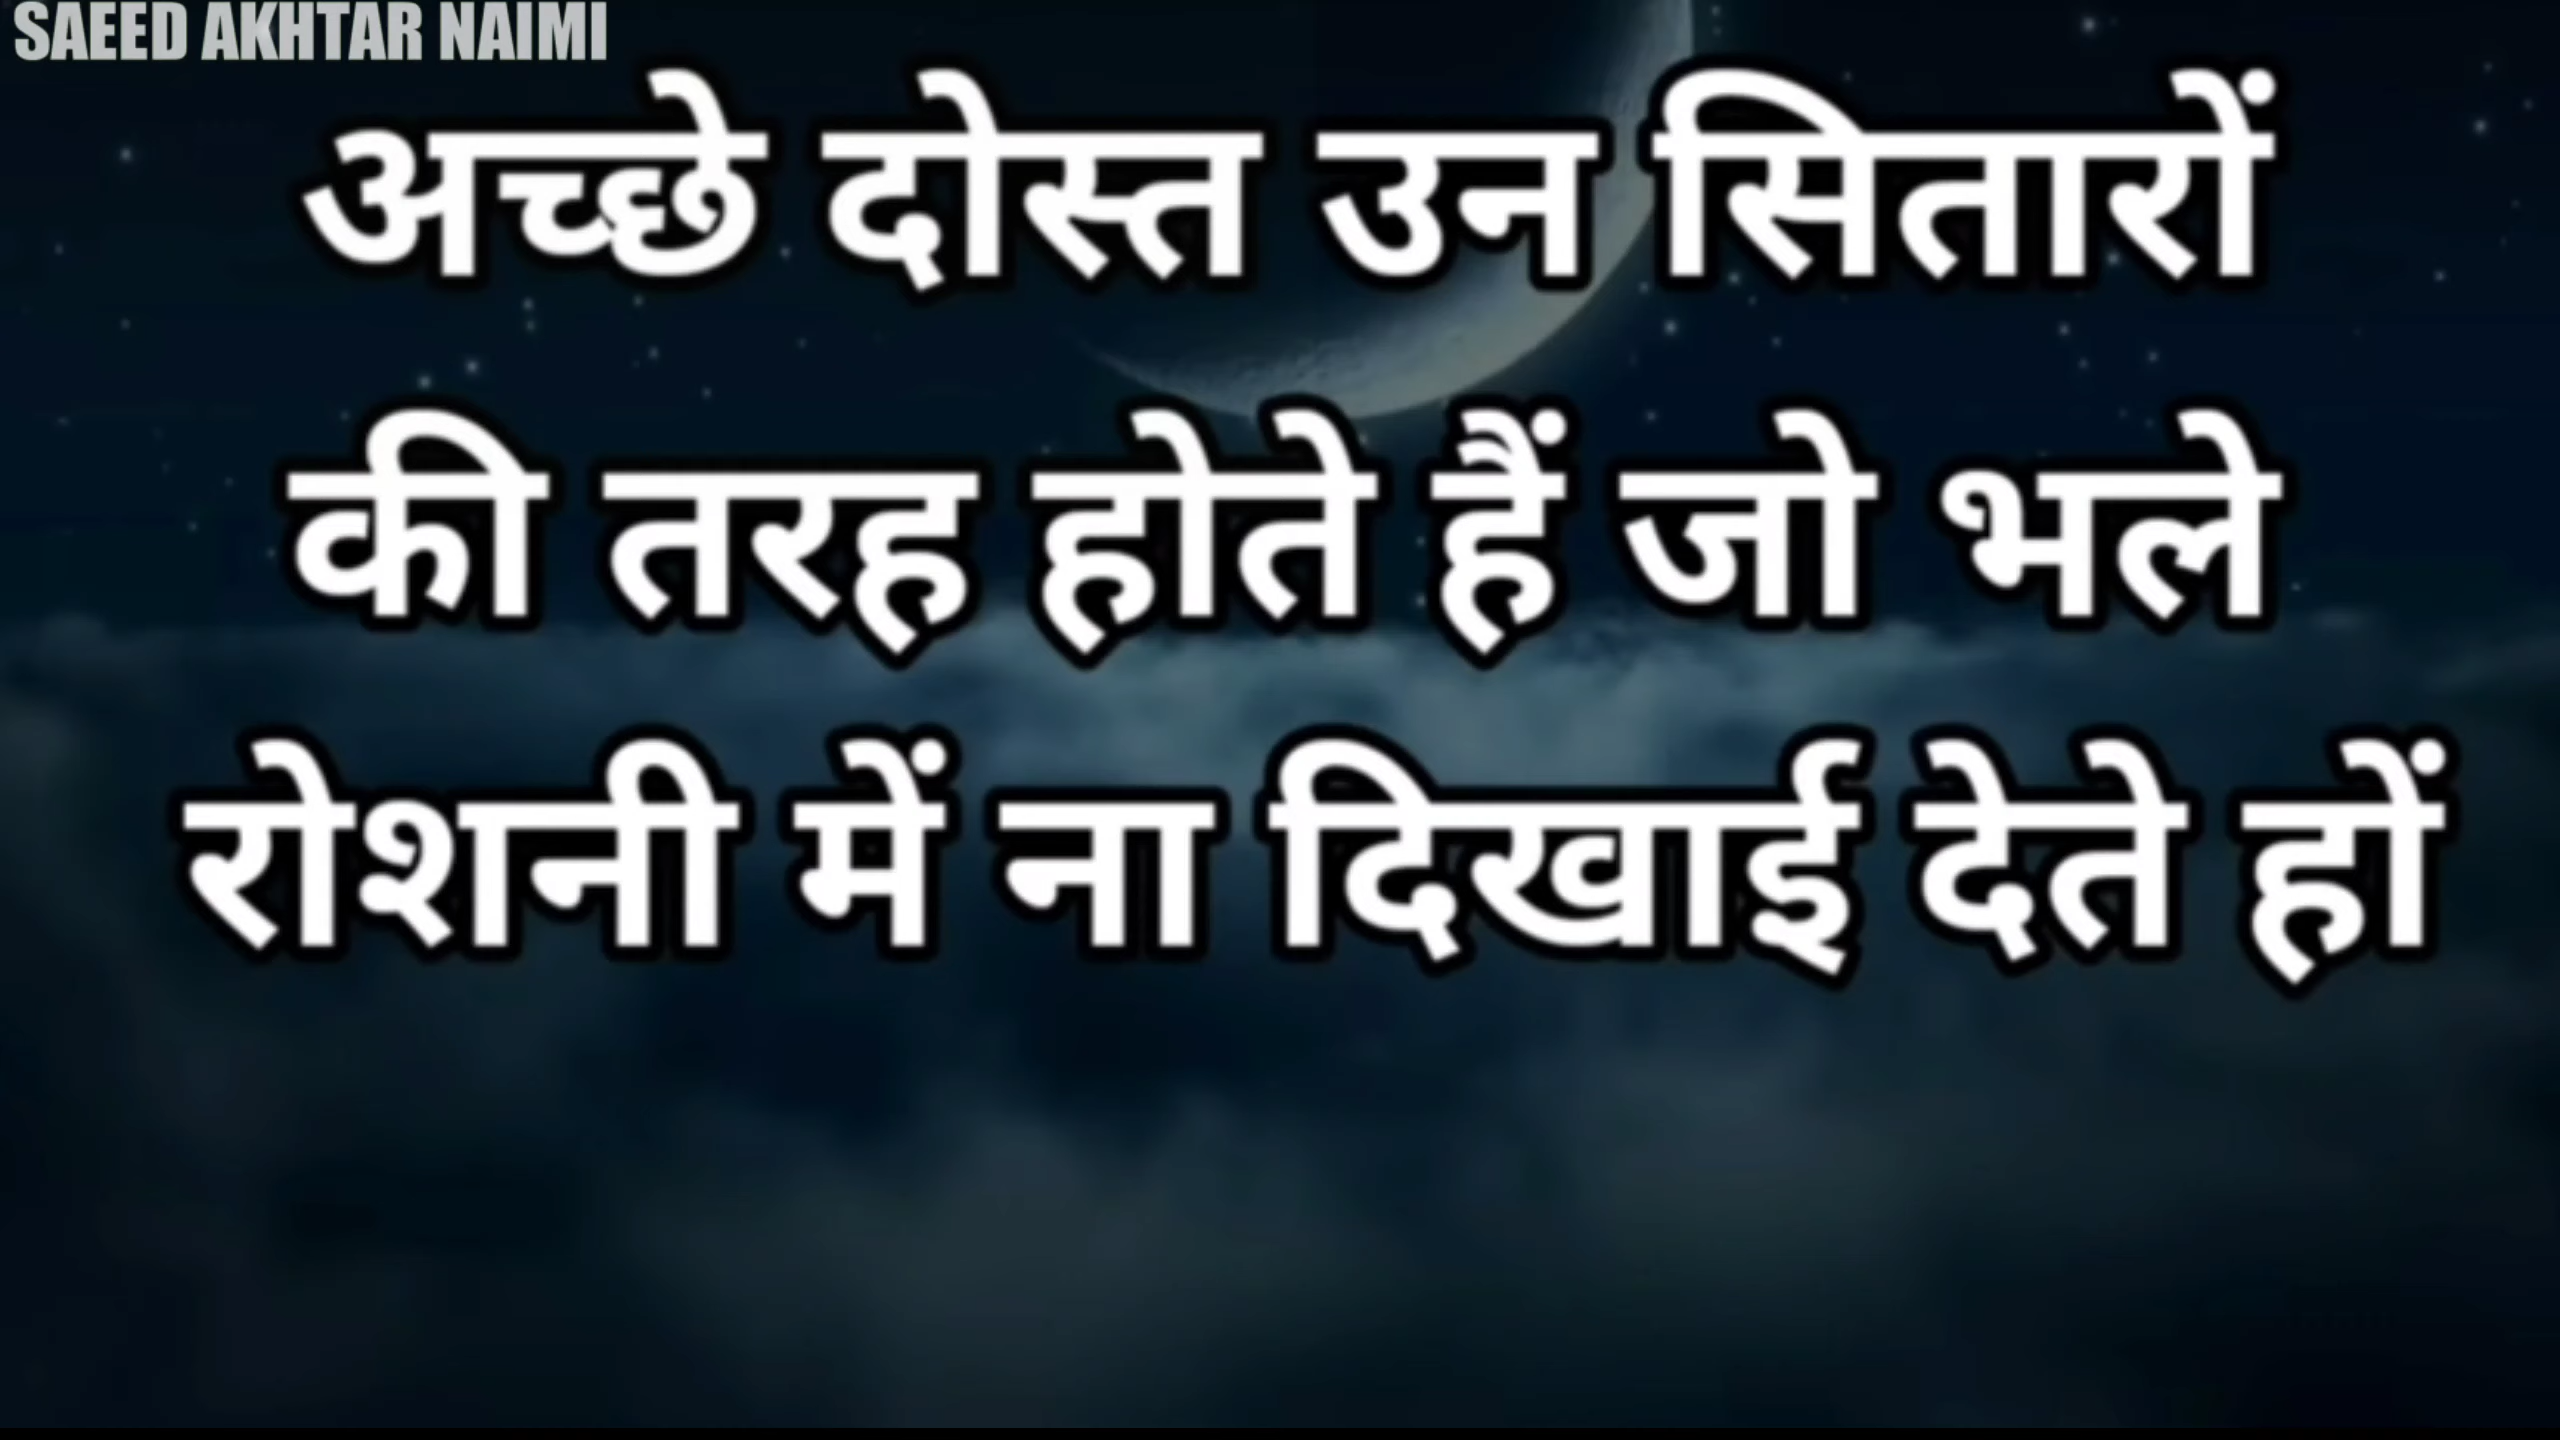 SAEED AKHTAR NAIMI
अच्छे दोस्त उन सितारों
की तरह होते हैं जो भले
रोशनी में ना दिखाई देते हों